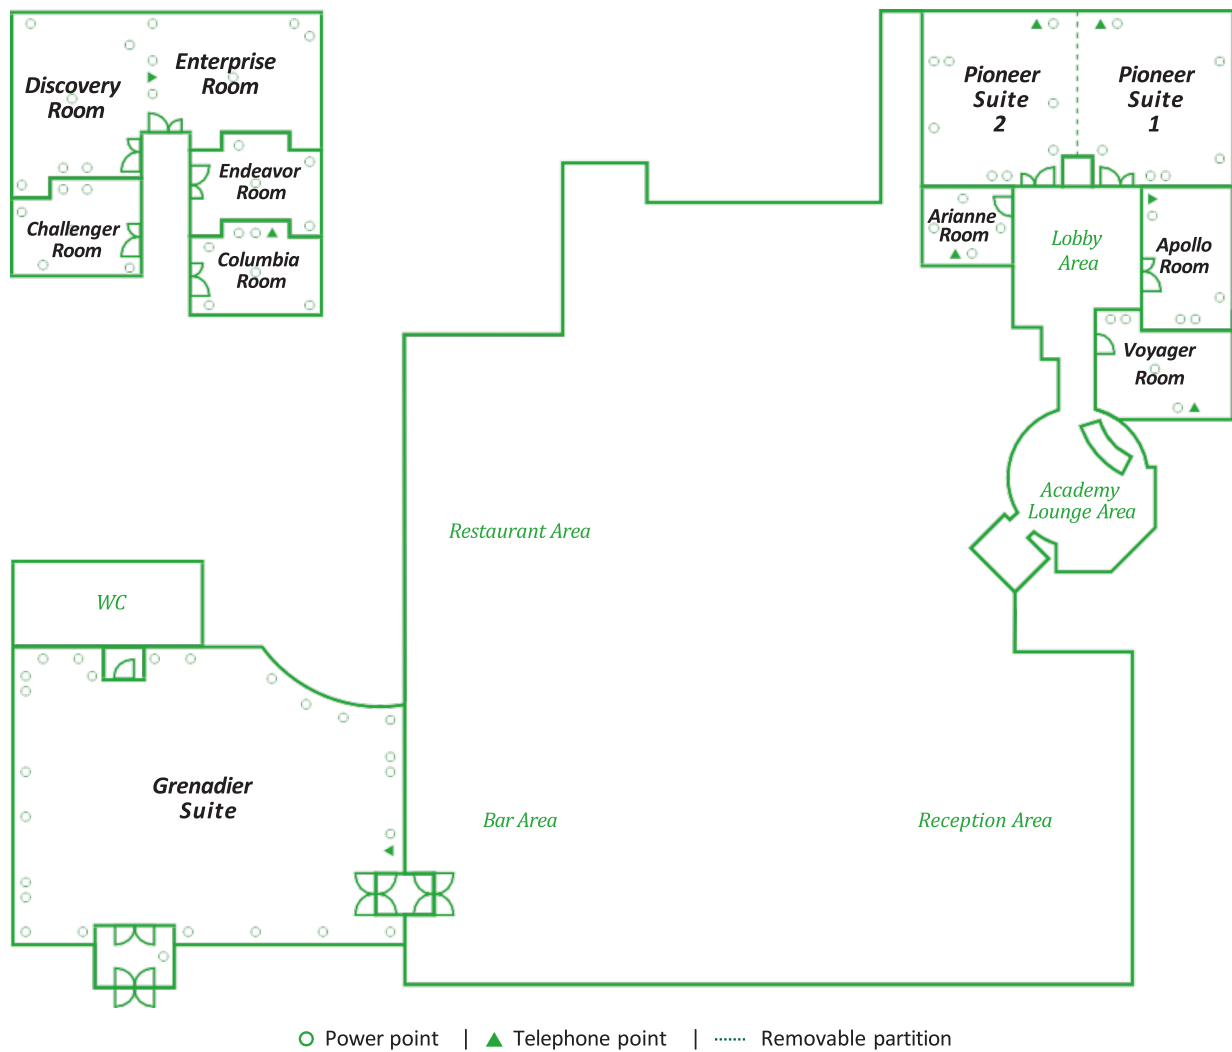 Discovery
Room
Enterprise
Room
Endeavor
Room
Challenger
Room
Columbia
Room
Pioneer
Suite
2
Pioneer
Suite
1
Arianne
Room
Lobby
Area
Apollo
Room
Voyager
Room
Academy
Lounge Area
Restaurant Area
WC
Grenadier
Suite
Bar Area
Reception Area
Power point | Telephone point | Removable partition